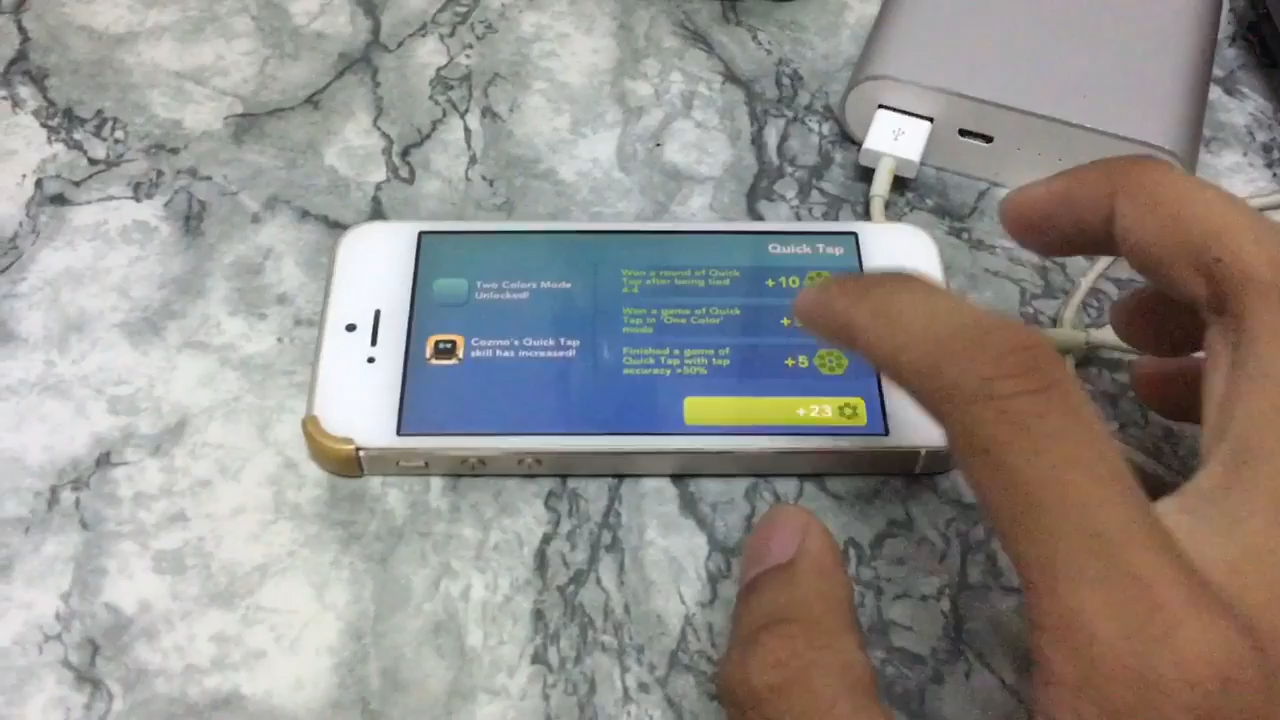 Quick Tap
Two Colors Mode
Unlocked!
Cozmo's Quick Tap
skill has increased!
Won a round of Quick
Tap after being tied
4-4
+10
Won a game of Quick
Tap in 'One Color'
mode
Finished a game of
Quick Tap with tap
accuracy >50%
+5
+23